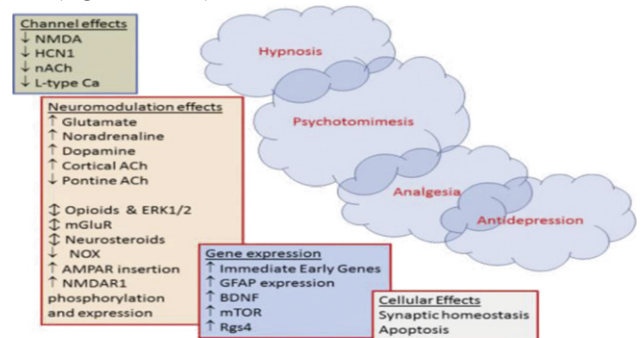 Channel effects
↓ NMDA
↓ HCN1
↓ nACh
↓ L-type Ca
Hypnosis
Psychotomimesis
Analgesia
Antidepression
Neuromodulation effects
↑ Glutamate
↑ Noradrenaline
↑ Dopamine
↑ Cortical ACh
↓ Pontine ACh
↕ Opioids & ERK1/2
↕ mGluR
↕ Neurosteroids
↓ NOX
↑ AMPAR insertion
↑ NMDAR1
phosphorylation
and expression
Gene expression
↑ Immediate Early Genes
↑ GFAP expression
↑ BDNF
↑ mTOR
↑ Rgs4
Cellular Effects
Synaptic homeostasis
Apoptosis